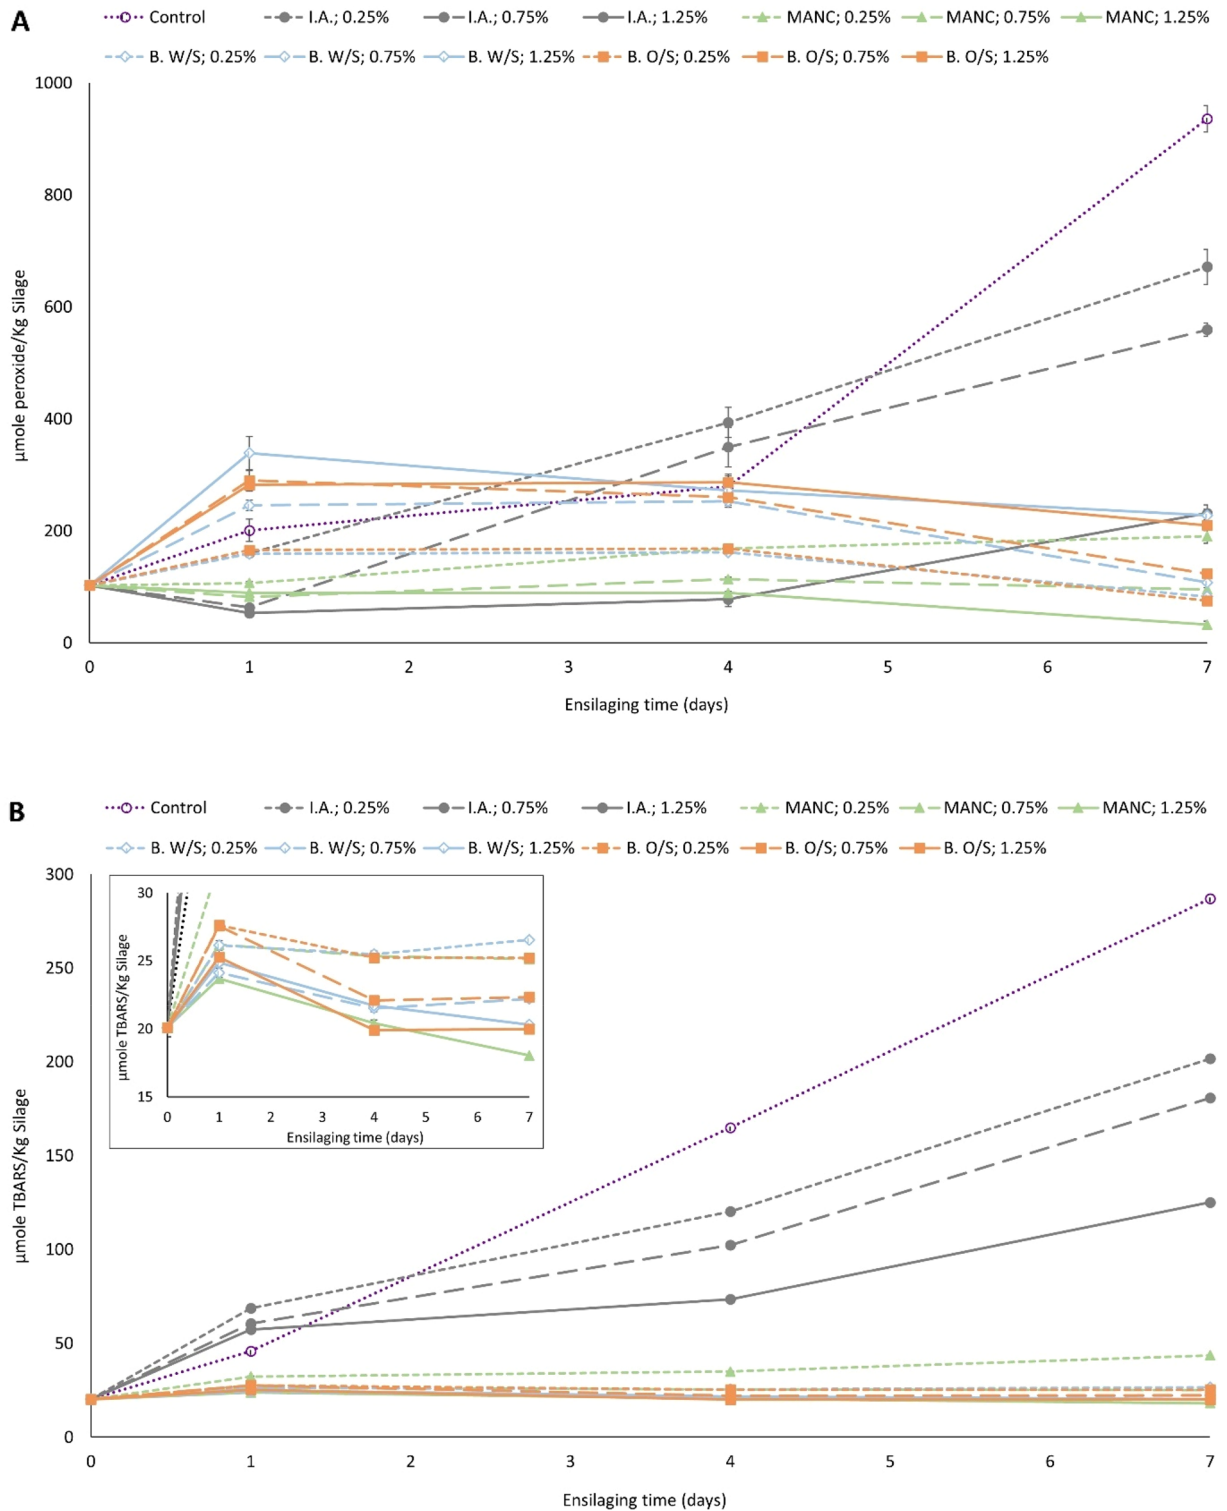 A
Control I.A.; 0.25% I.A.; 0.75% I.A.; 1.25% MANC; 0.25% MANC; 0.75% MANC; 1.25%
B. W/S; 0.25% B. W/S; 0.75% B. W/S; 1.25% B. O/S; 0.25% B. O/S; 0.75% B. O/S; 1.25%
1000
800
600
400
200
0
µmole peroxide/Kg Silage
0 1 2 3 4 5 6 7
Ensilaging time (days)
B
Control I.A.; 0.25% I.A.; 0.75% I.A.; 1.25% MANC; 0.25% MANC; 0.75% MANC; 1.25%
B. W/S; 0.25% B. W/S; 0.75% B. W/S; 1.25% B. O/S; 0.25% B. O/S; 0.75% B. O/S; 1.25%
300
250
200
150
100
50
0
µmole TBARS/Kg Silage
30
25
20
15
µmole TBARS/Kg Silage
0 1 2 3 4 5 6 7
Ensilaging time (days)
0 1 2 3 4 5 6 7
Ensilaging time (days)